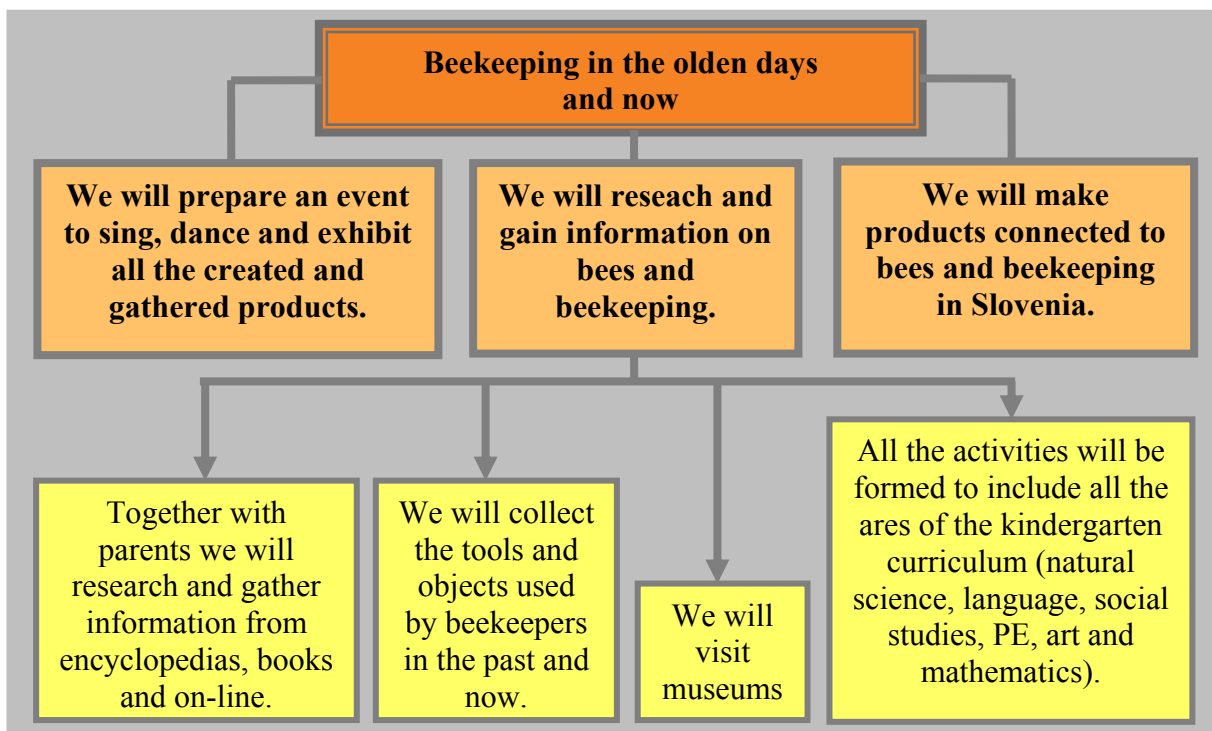 Beekeeping in the olden days
and now
We will prepare an event
to sing, dance and exhibit
all the created and
gathered products.
We will reseach and
gain information on
bees and
beekeeping.
We will make
products connected to
bees and beekeeping
in Slovenia.
Together with
parents we will
research and gather
information from
encyclopedias, books
and on-line.
We will collect
the tools and
objects used
by beekeepers
in the past and
now.
We will
visit
museums
All the activities will be
formed to include all the
ares of the kindergarten
curriculum (natural
science, language, social
studies, PE, art and
mathematics).